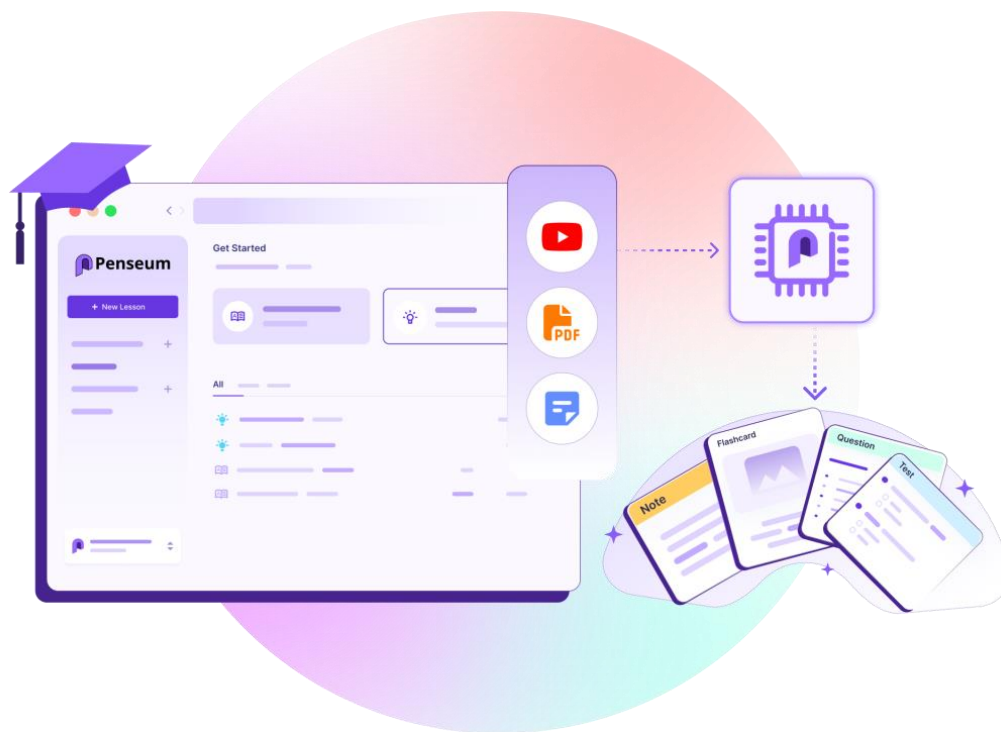 Penseum
+ New Lesson
Get Started
All
PDF
Note
Flashcard
Question
Test